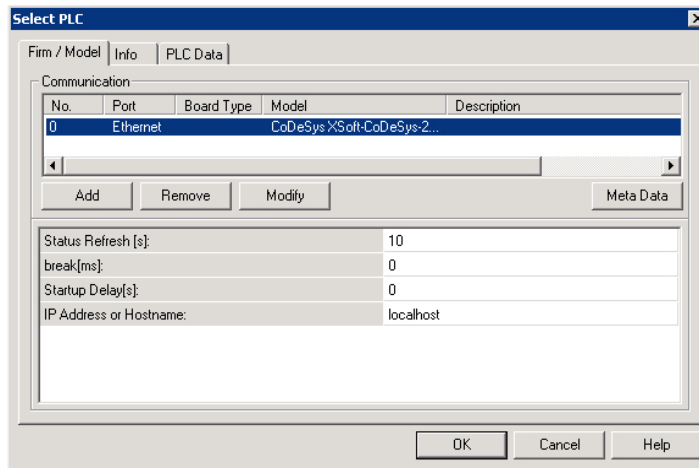 Select PLC
Firm / Model Info PLC Data
Communication
No. Port Board Type Model Description
0 Ethernet CoDeSys XSoft-CoDeSys-2...
Add Remove Modify Meta Data
Status Refresh [s]: 10
break[ms]: 0
Startup Delay[s]: 0
IP Address or Hostname: localhost
OK Cancel Help